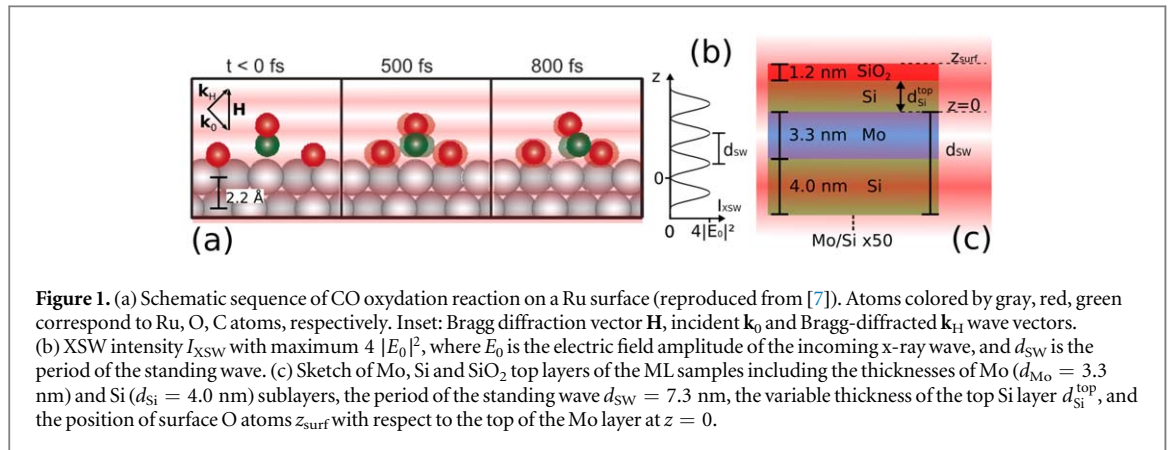 t < 0 fs
500 fs
800 fs
k_H
H
k_0
2.2 Å
(a)
(b)
z
d_SW
0
I_XSW
0 4|E_0|²
z_surf
1.2 nm SiO₂
Si d_Si^top
z=0
3.3 nm Mo
d_SW
4.0 nm Si
Mo/Si x50
(c)
Figure 1. (a) Schematic sequence of CO oxydation reaction on a Ru surface (reproduced from [7]). Atoms colored by gray, red, green
correspond to Ru, O, C atoms, respectively. Inset: Bragg diffraction vector H, incident k_0 and Bragg-diffracted k_H wave vectors.
(b) XSW intensity I_XSW with maximum 4 |E_0|², where E_0 is the electric field amplitude of the incoming x-ray wave, and d_SW is the
period of the standing wave. (c) Sketch of Mo, Si and SiO₂ top layers of the ML samples including the thicknesses of Mo (d_Mo = 3.3
nm) and Si (d_Si = 4.0 nm) sublayers, the period of the standing wave d_SW = 7.3 nm, the variable thickness of the top Si layer d_Si^top, and
the position of surface O atoms z_surf with respect to the top of the Mo layer at z = 0.